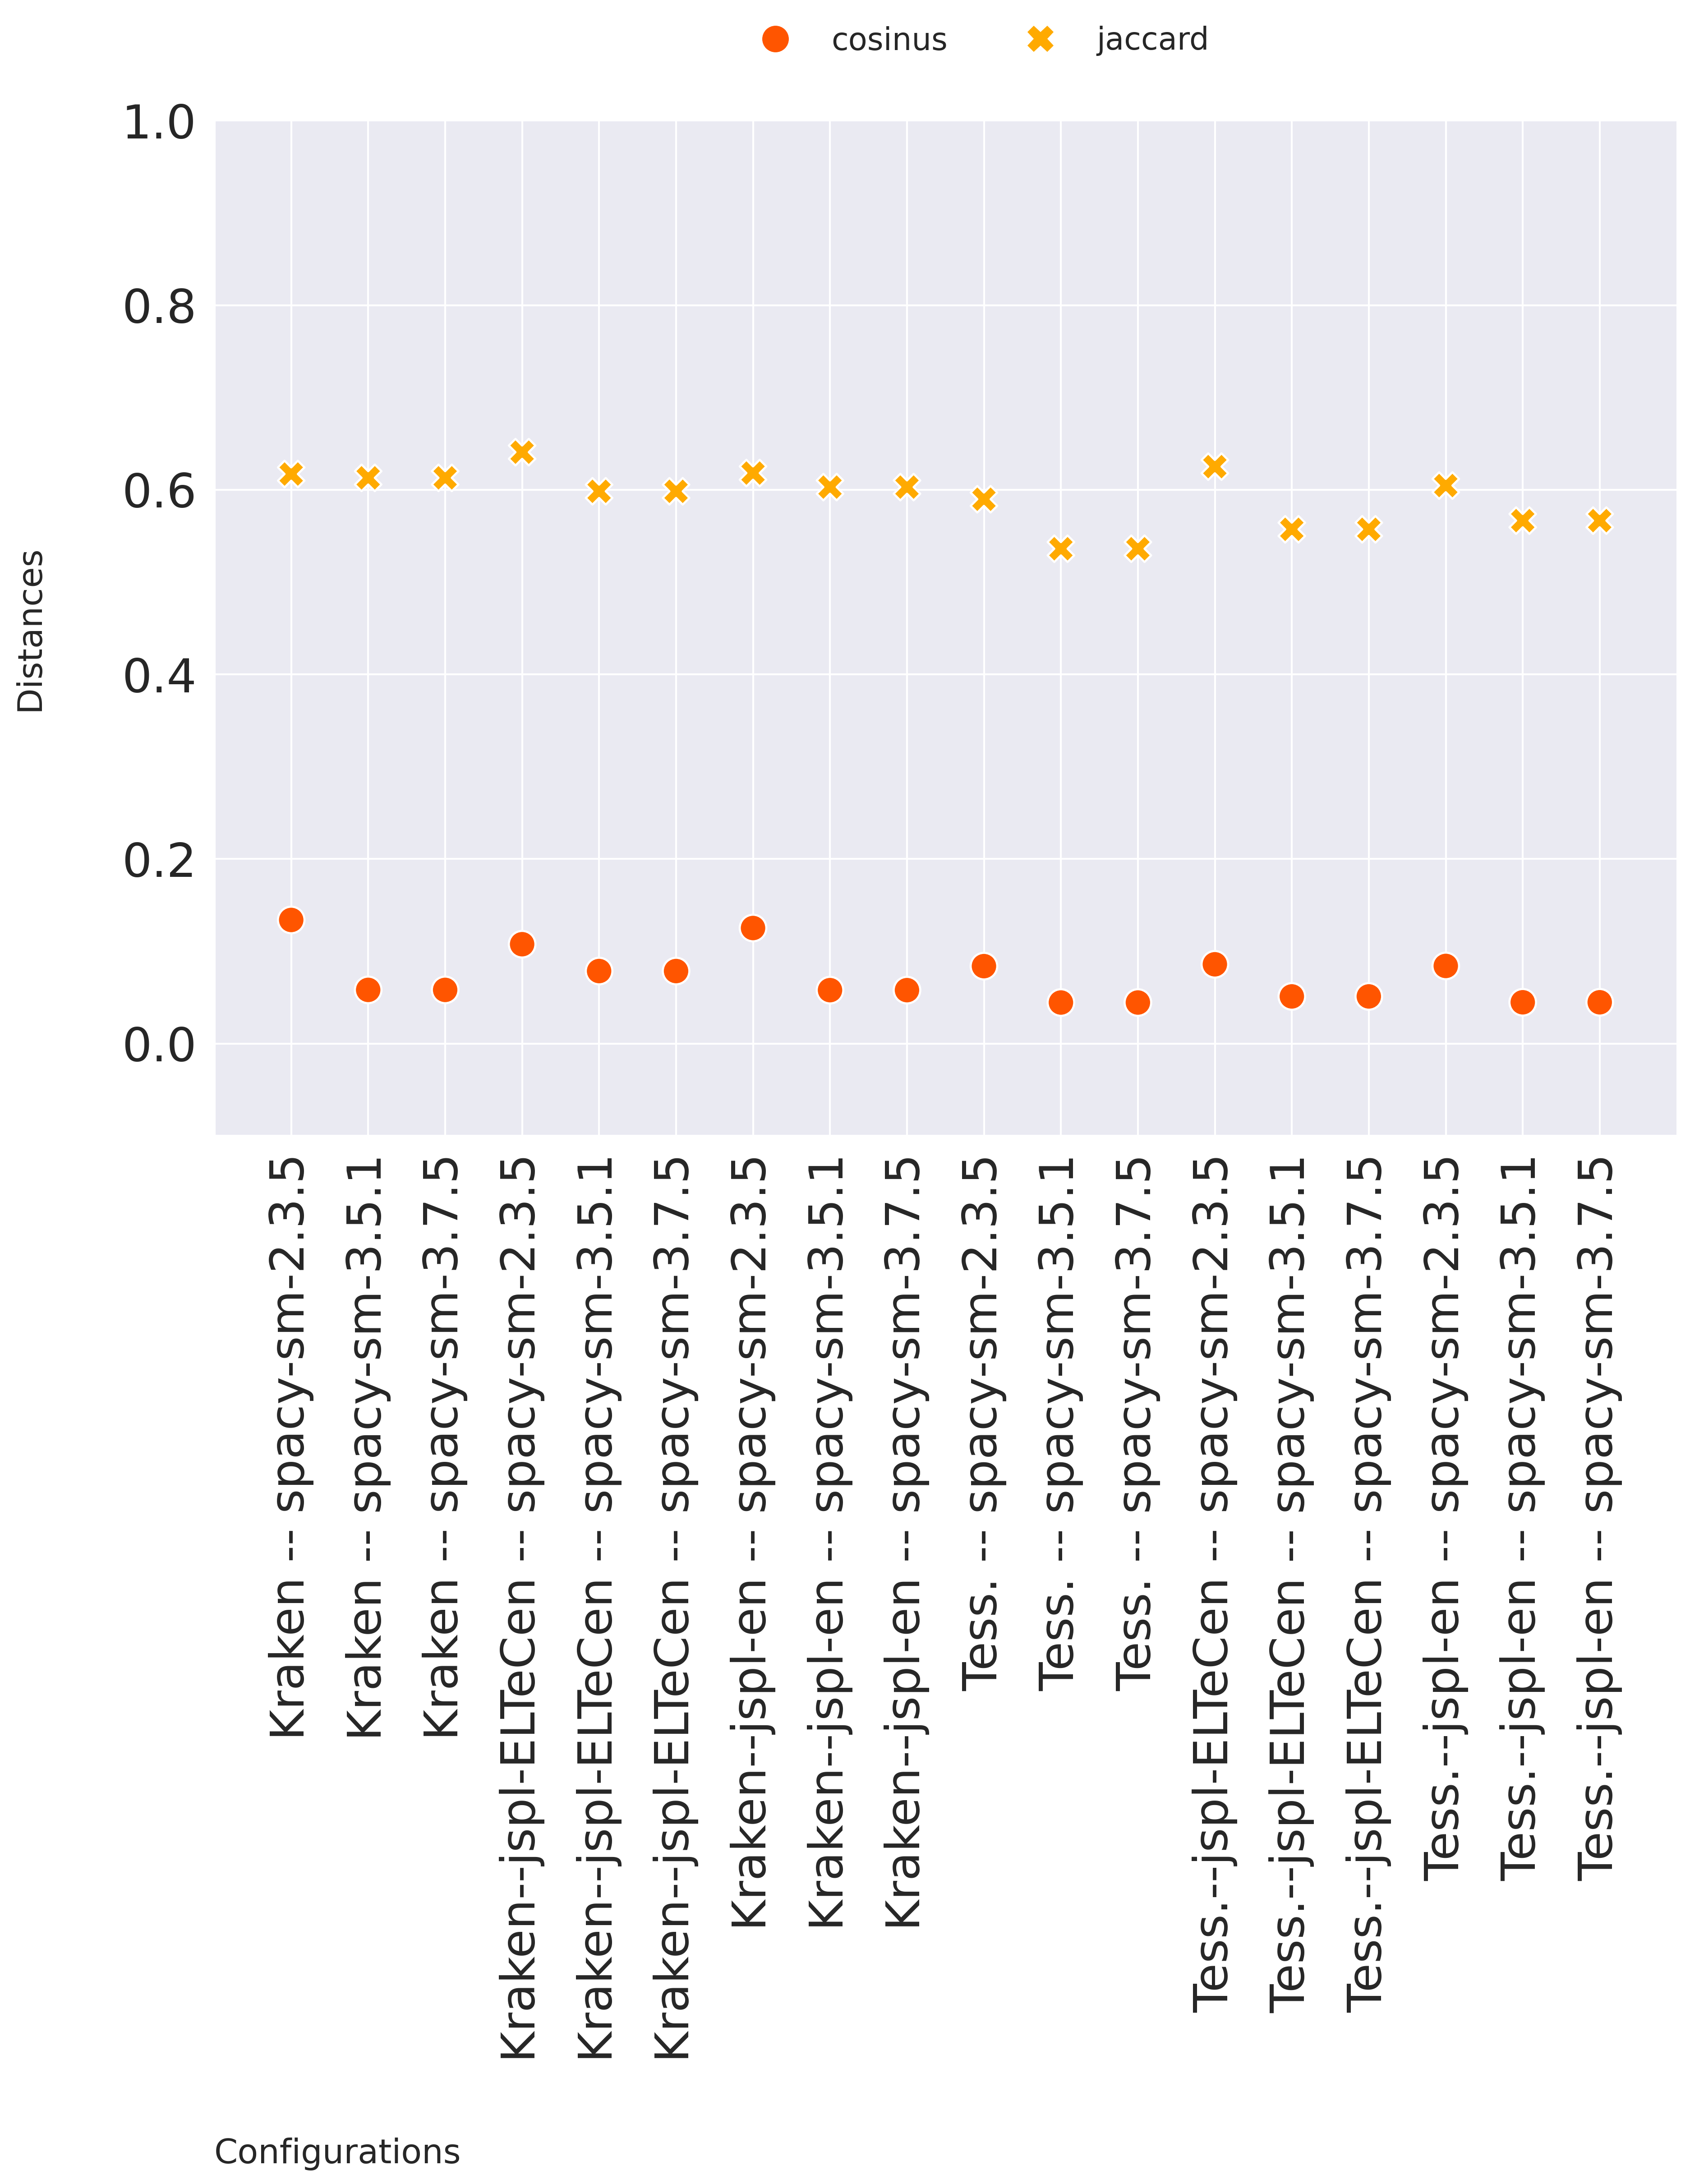 cosinus jaccard
1.0
0.8
0.6
0.4
0.2
0.0
Distances
Kraken -- spacy-sm-2.3.5
Kraken -- spacy-sm-3.5.1
Kraken -- spacy-sm-3.7.5
Kraken--jspl-ELTeCen -- spacy-sm-2.3.5
Kraken--jspl-ELTeCen -- spacy-sm-3.5.1
Kraken--jspl-ELTeCen -- spacy-sm-3.7.5
Kraken--jspl-en -- spacy-sm-2.3.5
Kraken--jspl-en -- spacy-sm-3.5.1
Kraken--jspl-en -- spacy-sm-3.7.5
Tess. -- spacy-sm-2.3.5
Tess. -- spacy-sm-3.5.1
Tess. -- spacy-sm-3.7.5
Tess.--jspl-ELTeCen -- spacy-sm-2.3.5
Tess.--jspl-ELTeCen -- spacy-sm-3.5.1
Tess.--jspl-ELTeCen -- spacy-sm-3.7.5
Tess.--jspl-en -- spacy-sm-2.3.5
Tess.--jspl-en -- spacy-sm-3.5.1
Tess.--jspl-en -- spacy-sm-3.7.5
Configurations